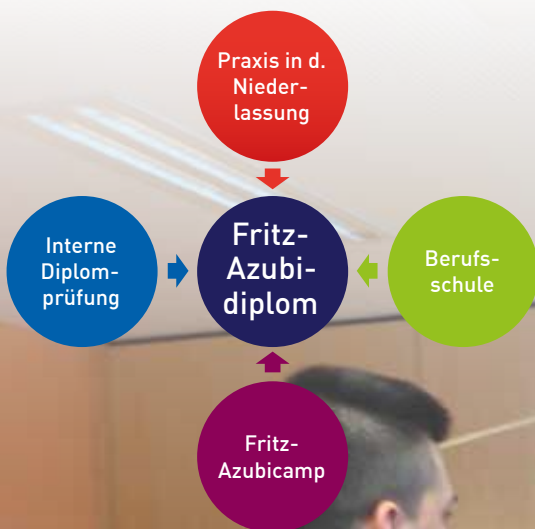 Praxis in d.
Nieder-
lassung
Interne
Diplom-
prüfung
Fritz-
Azubi-
diplom
Berufs-
schule
Fritz-
Azubicamp